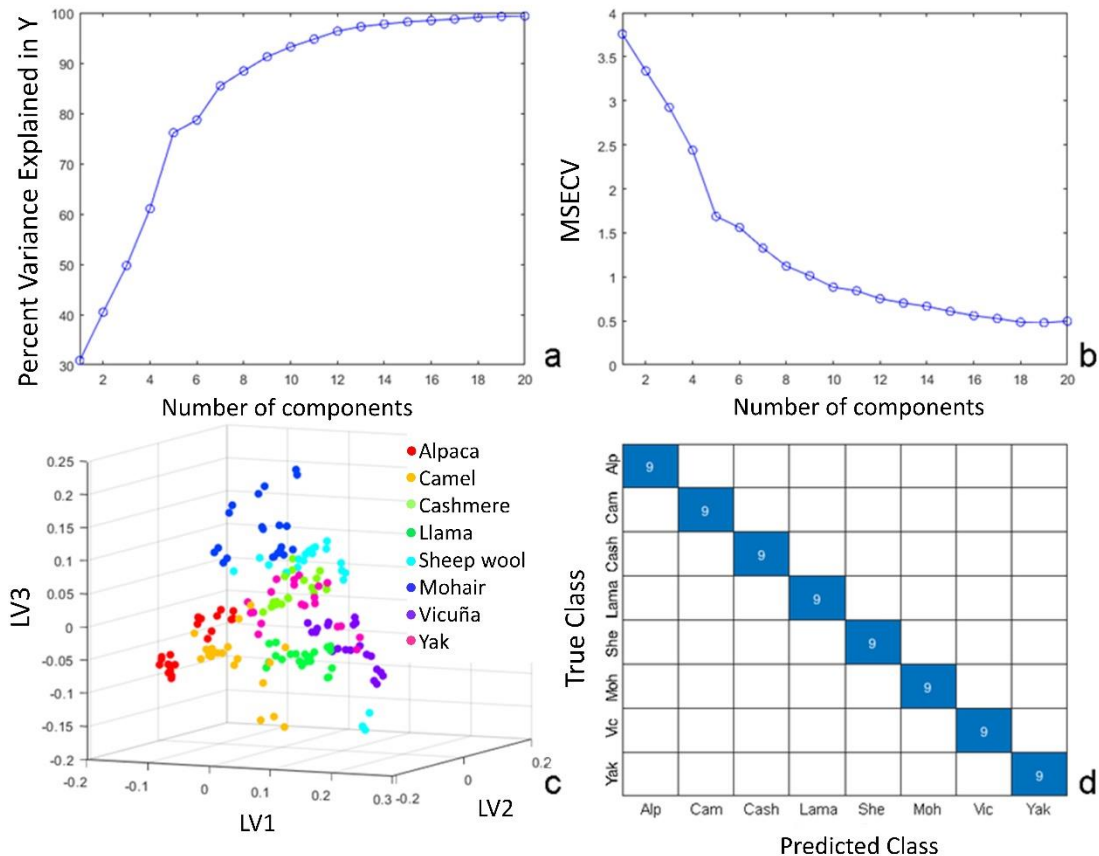 Percent Variance Explained in Y
100
90
80
70
60
50
40
30
2 4 6 8 10 12 14 16 18 20
Number of components
a
MSECV
4
3.5
3
2.5
2
1.5
1
0.5
0
2 4 6 8 10 12 14 16 18 20
Number of components
b
LV3
0.25
0.2
0.15
0.1
0.05
0
-0.05
-0.1
-0.15
-0.2
-0.2 -0.1 0 0.1 0.2 0.3
LV1
-0.2 0 0.2
LV2
Alpaca
Camel
Cashmere
Llama
Sheep wool
Mohair
Vicuña
Yak
c
True Class
Alp 9
Cam 9
Cash 9
Lama 9
She 9
Moh 9
Vic 9
Yak 9
Alp Cam Cash Lama She Moh Vic Yak
Predicted Class
d